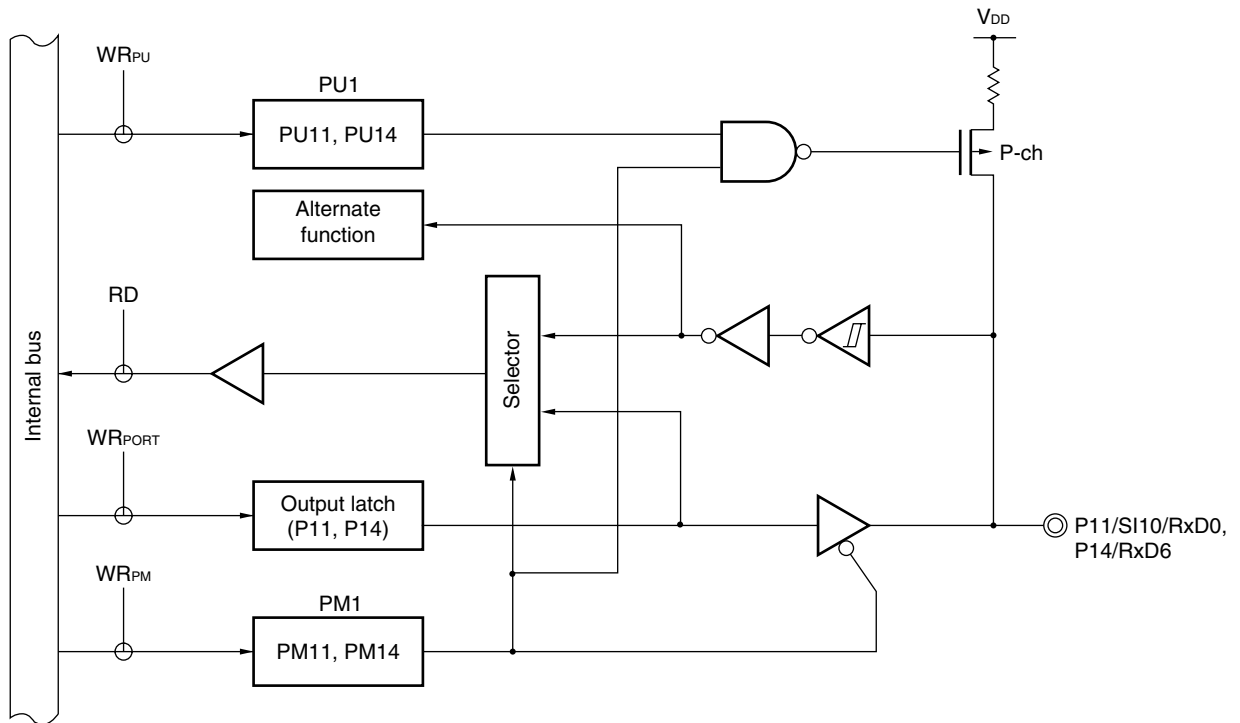 VDD
WRPU
PU1
PU11, PU14
P-ch
Alternate
function
RD
Selector
Internal bus
WRPORT
Output latch
(P11, P14)
P11/SI10/RxD0,
P14/RxD6
WRPM
PM1
PM11, PM14